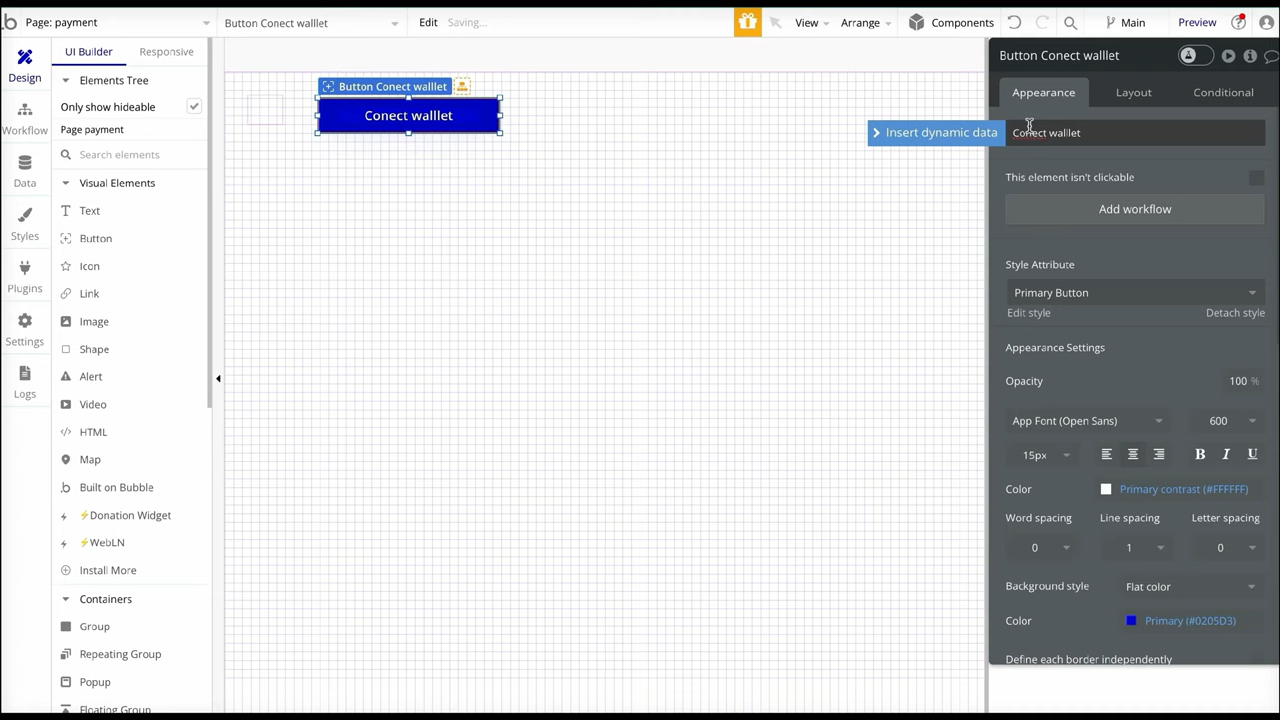 Page: payment
Button Conect walllet
Edit
Saving...
View
Arrange
Components
Main
Preview
Design
Workflow
Data
Styles
Plugins
Settings
Logs
UI Builder
Responsive
Elements Tree
Only show hideable
Page payment
Search elements
Visual Elements
Text
Button
Icon
Link
Image
Shape
Alert
Video
HTML
Map
Built on Bubble
⚡Donation Widget
⚡WebLN
Install More
Containers
Group
Repeating Group
Popup
Floating Group
Button Conect walllet
Conect walllet
Button Conect walllet
Appearance
Layout
Conditional
Insert dynamic data
Conect walllet
This element isn't clickable
Add workflow
Style Attribute
Primary Button
Edit style
Detach style
Appearance Settings
Opacity
100 %
App Font (Open Sans)
600
15px
B I U
Color
Primary contrast (#FFFFFF)
Word spacing
Line spacing
Letter spacing
0
1
0
Background style
Flat color
Color
Primary (#0205D3)
Define each border independently